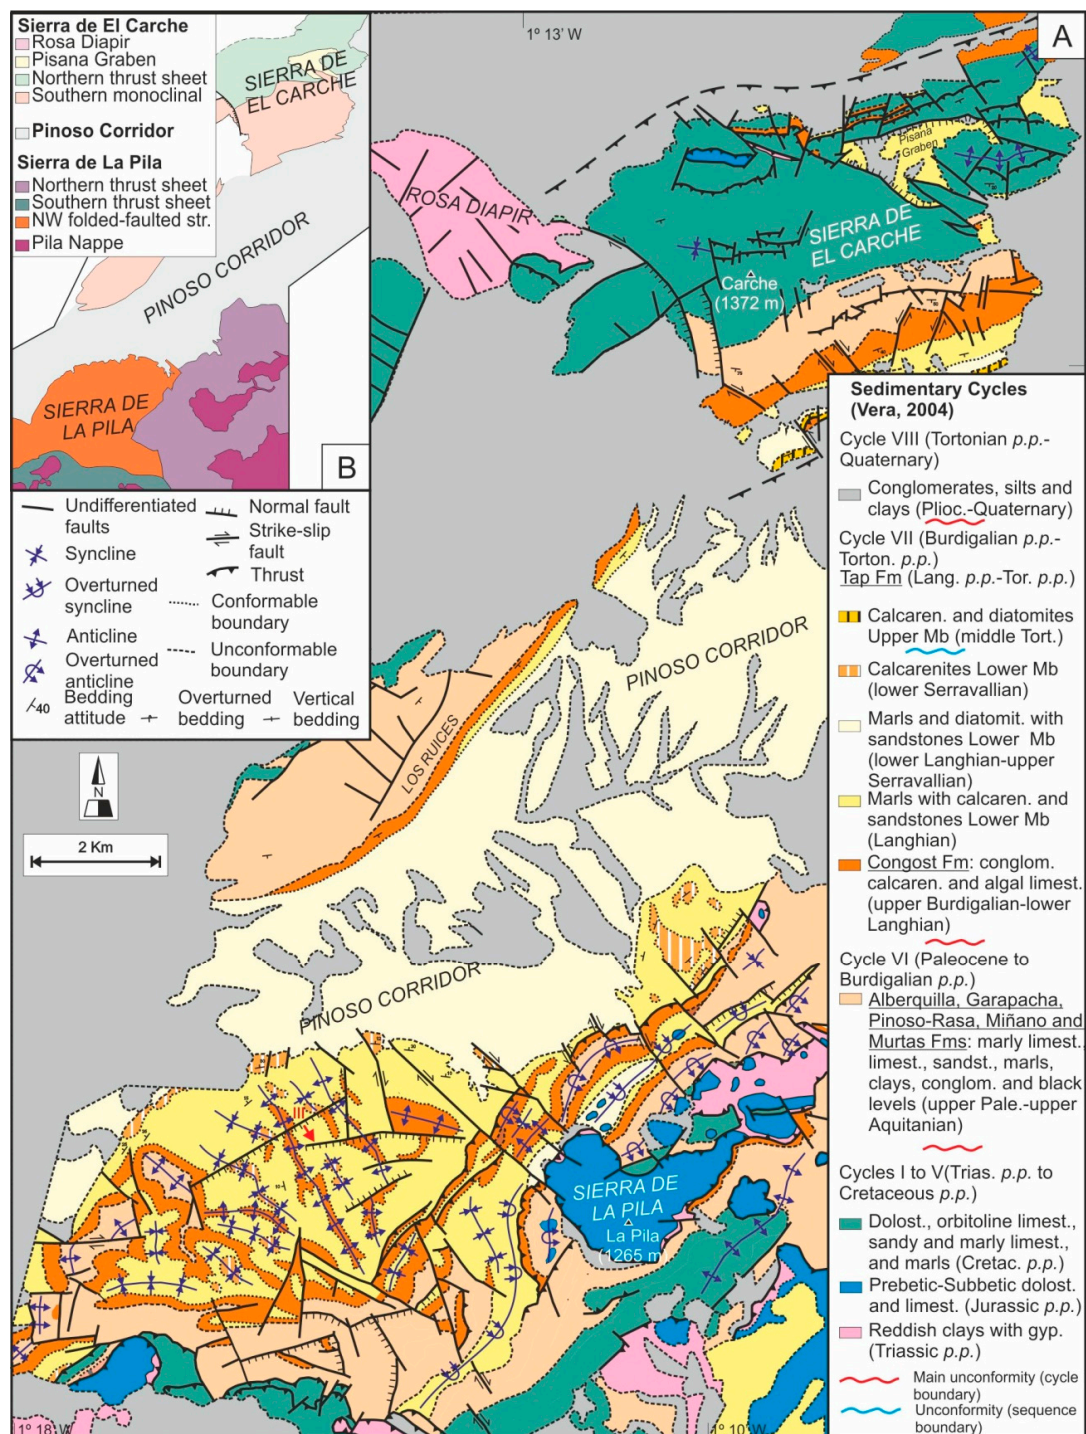 Sierra de El Carche
Rosa Diapir
Pisana Graben
Northern thrust sheet
Southern monoclinal
Pinoso Corridor
Sierra de La Pila
Northern thrust sheet
Southern thrust sheet
NW folded-faulted str.
Pila Nappe
SIERRA DE
EL CARCHE
PINOSO CORRIDOR
SIERRA DE
LA PILA
B
Undifferentiated
faults
Syncline
Overturned
syncline
Anticline
Overturned
anticline
40
Bedding
attitude
Normal fault
Strike-slip
fault
Thrust
Conformable
boundary
Unconformable
boundary
Overturned
bedding
Vertical
bedding
N
2 Km
1º 13' W
A
ROSA DIAPIR
Pisana
Graben
SIERRA DE
EL CARCHE
Carche
(1372 m)
LOS RUICES
PINOSO CORRIDOR
PINOSO CORRIDOR
III
SIERRA DE
LA PILA
La Pila
(1265 m)
1º 18' W
1º 10' W
Sedimentary Cycles
(Vera, 2004)
Cycle VIII (Tortonian p.p.-
Quaternary)
Conglomerates, silts and
clays (Plioc.-Quaternary)
Cycle VII (Burdigalian p.p.-
Torton. p.p.)
Tap Fm (Lang. p.p.-Tor. p.p.)
Calcaren. and diatomites
Upper Mb (middle Tort.)
Calcarenites Lower Mb
(lower Serravallian)
Marls and diatomit. with
sandstones Lower Mb
(lower Langhian-upper
Serravallian)
Marls with calcaren. and
sandstones Lower Mb
(Langhian)
Congost Fm: conglom.
calcaren. and algal limest.
(upper Burdigalian-lower
Langhian)
Cycle VI (Paleocene to
Burdigalian p.p.)
Alberquilla, Garapacha,
Pinoso-Rasa, Miñano and
Murtas Fms: marly limest.,
limest., sandst., marls,
clays, conglom. and black
levels (upper Pale.-upper
Aquitanian)
Cycles I to V(Trias. p.p. to
Cretaceous p.p.)
Dolost., orbitoline limest.,
sandy and marly limest.,
and marls (Cretac. p.p.)
Prebetic-Subbetic dolost.
and limest. (Jurassic p.p.)
Reddish clays with gyp.
(Triassic p.p.)
Main unconformity (cycle
boundary)
Unconformity (sequence
boundary)